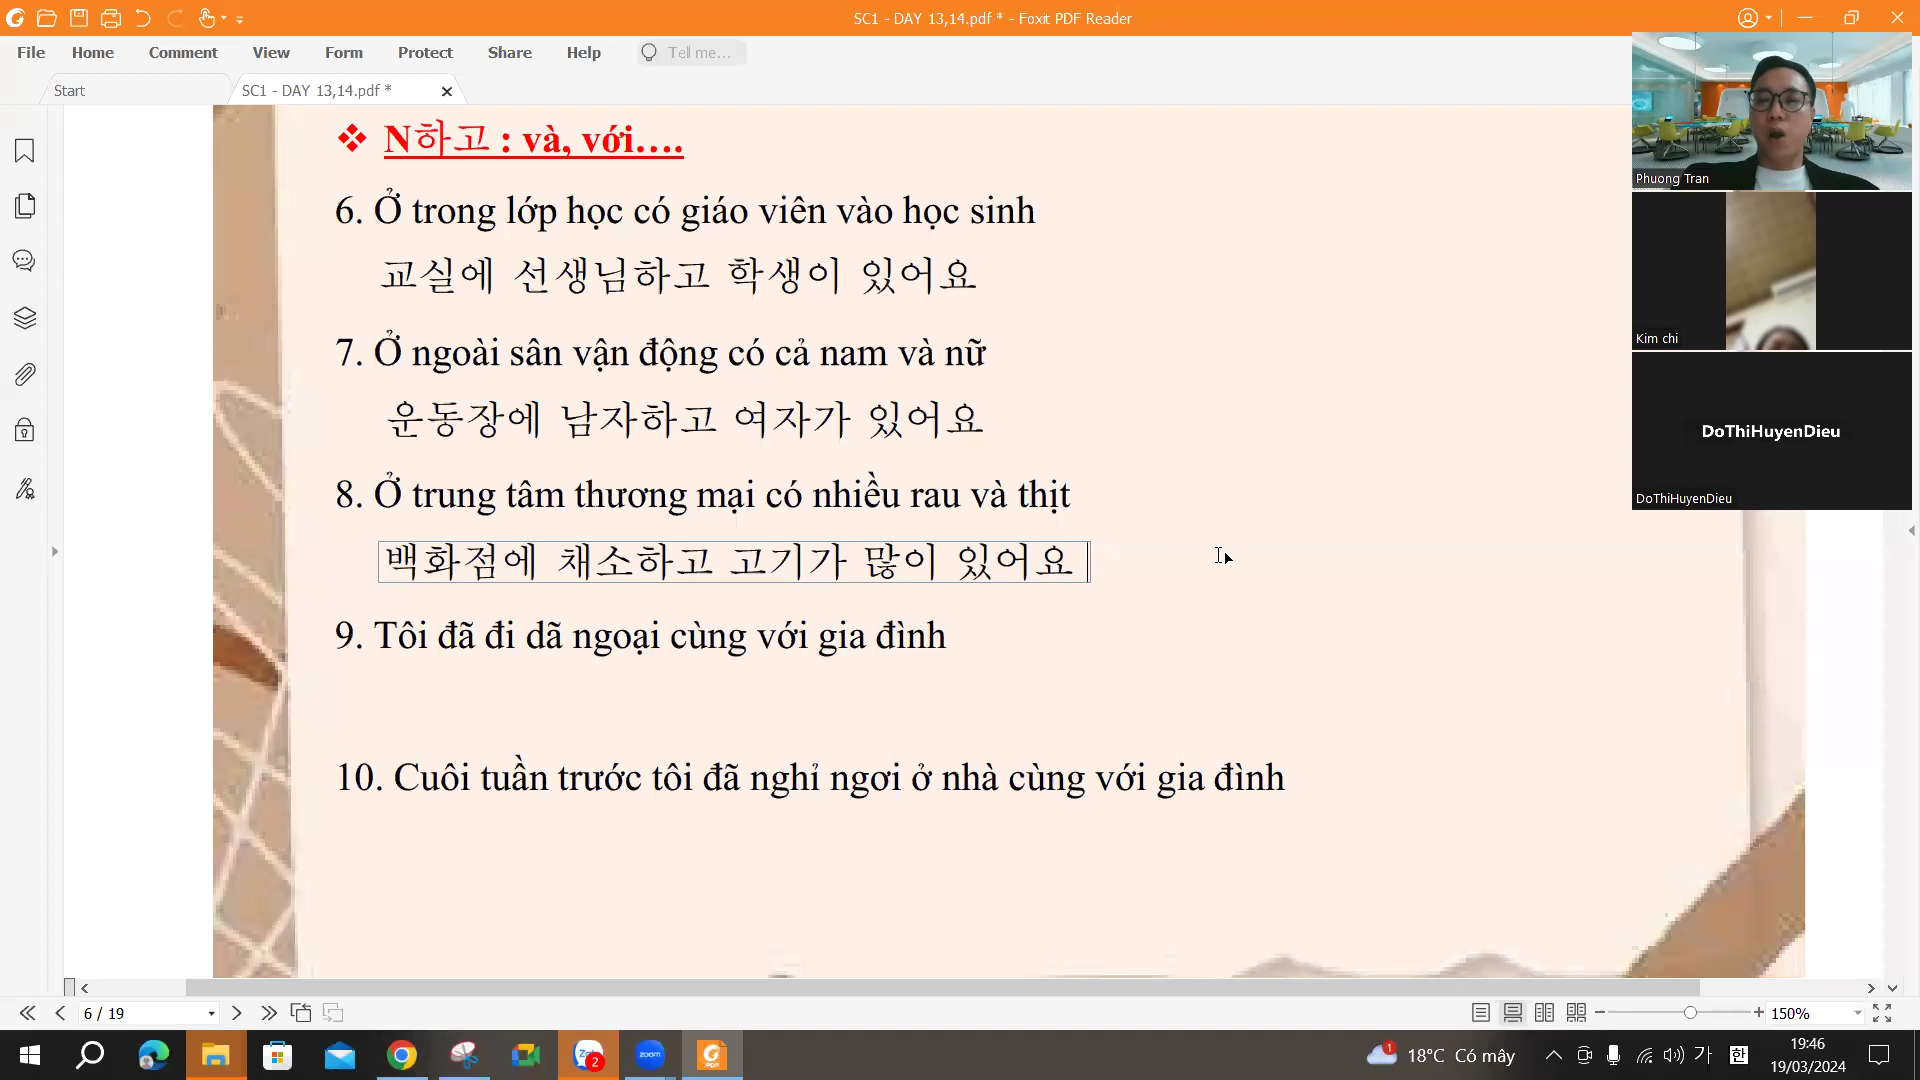 SC1 - DAY 13,14.pdf * - Foxit PDF Reader
File Home Comment View Form Protect Share Help Tell me...
Start
SC1 - DAY 13,14.pdf *
N하고 : và, với....
6. Ở trong lớp học có giáo viên vào học sinh
교실에 선생님하고 학생이 있어요
7. Ở ngoài sân vận động có cả nam và nữ
운동장에 남자하고 여자가 있어요
8. Ở trung tâm thương mại có nhiều rau và thịt
백화점에 채소하고 고기가 많이 있어요
9. Tôi đã đi dã ngoại cùng với gia đình
10. Cuôi tuần trước tôi đã nghỉ ngơi ở nhà cùng với gia đình
Phuong Tran
Kim chi
DoThiHuyenDieu
DoThiHuyenDieu
6 / 19
150%
zoom
2
PDF
1
18°C Có mây
가
한
19:46
19/03/2024